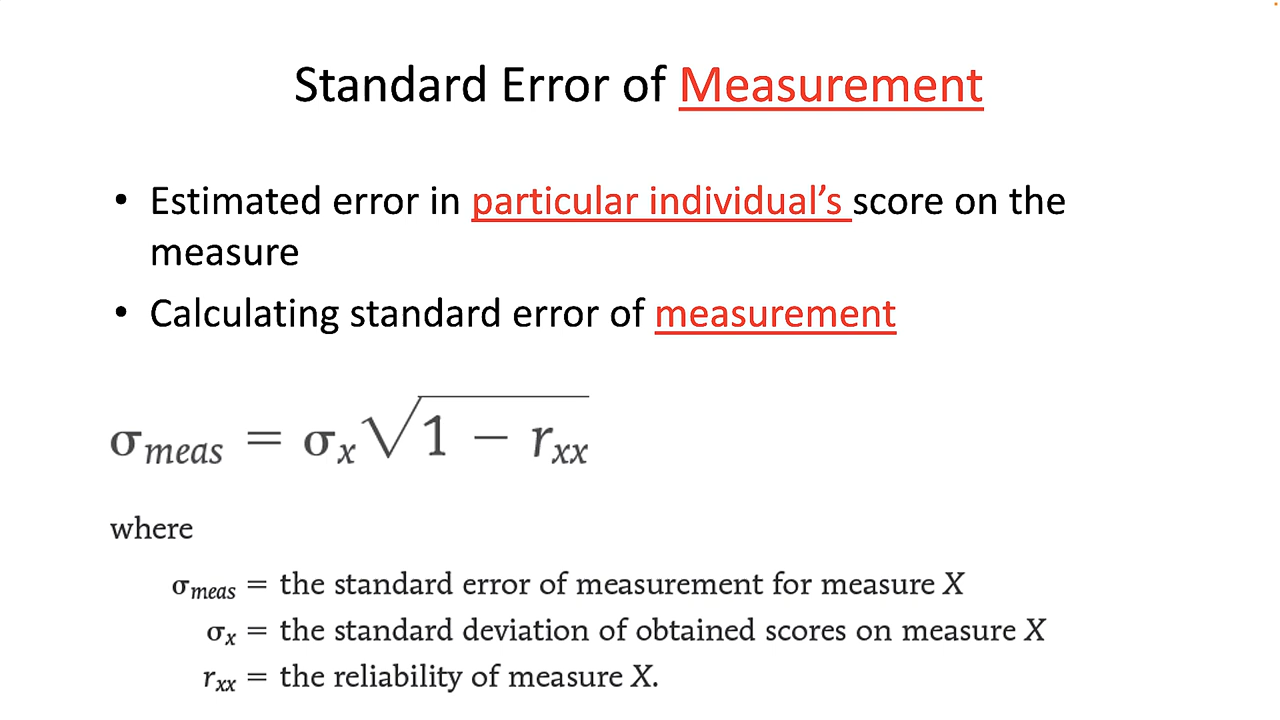 Standard Error of Measurement
• Estimated error in particular individual’s score on the
measure
• Calculating standard error of measurement
σmeas = σx√1 − rxx
where
σmeas = the standard error of measurement for measure X
σx = the standard deviation of obtained scores on measure X
rxx = the reliability of measure X.